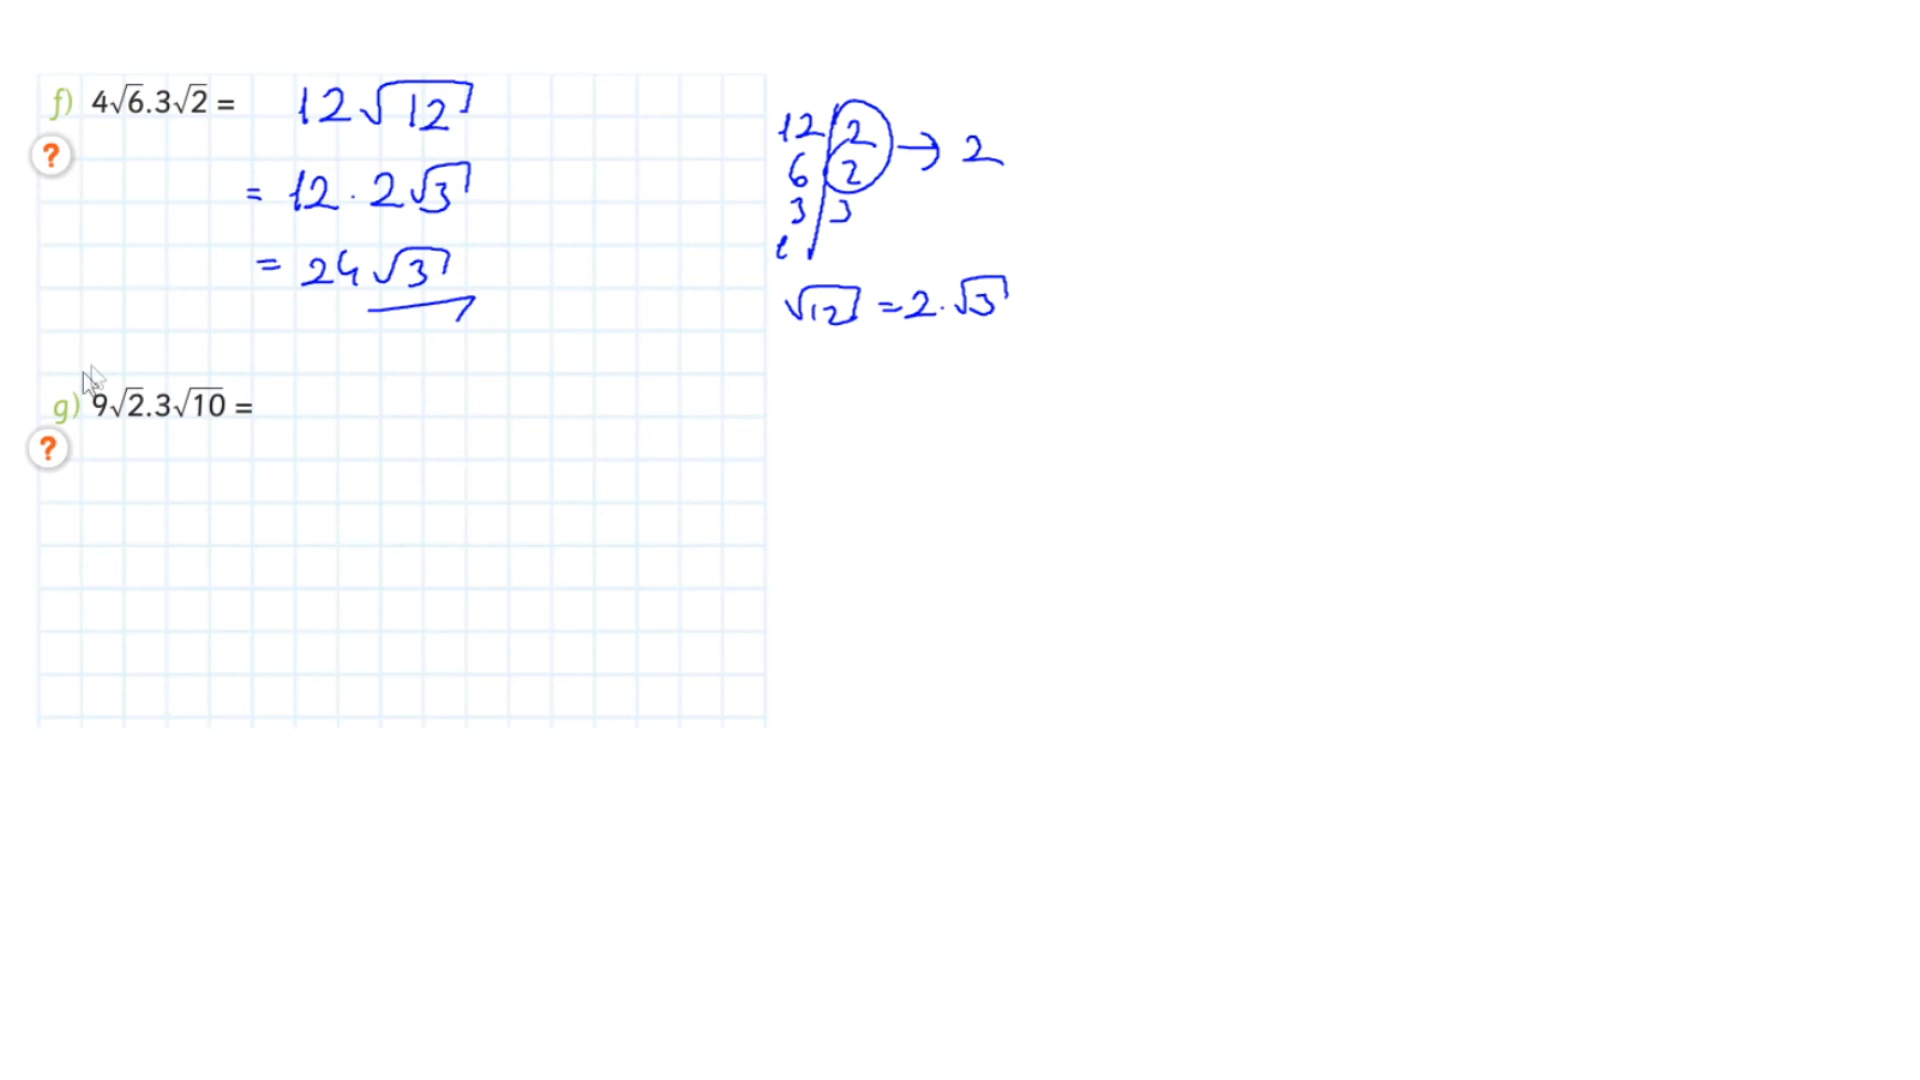 f) 4√6.3√2 = 12√12
?
= 12 · 2√3
= 24√3
12 2 → 2
6 2
3 3
1
√12 = 2 · √3
g) 9√2.3√10 =
?